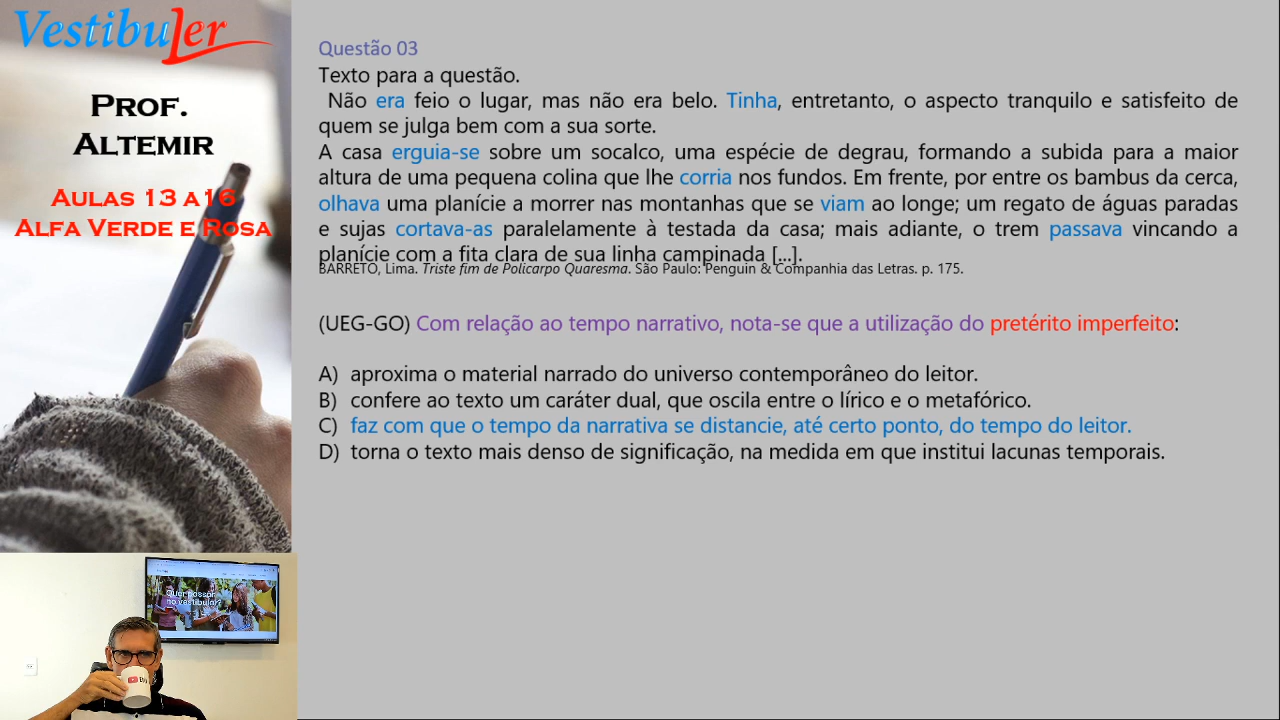 VestibuLer
PROF.
ALTEMIR
AULAS 13 A 16
ALFA VERDE E ROSA
Questão 03
Texto para a questão.
Não era feio o lugar, mas não era belo. Tinha, entretanto, o aspecto tranquilo e satisfeito de
quem se julga bem com a sua sorte.
A casa erguia-se sobre um socalco, uma espécie de degrau, formando a subida para a maior
altura de uma pequena colina que lhe corria nos fundos. Em frente, por entre os bambus da cerca,
olhava uma planície a morrer nas montanhas que se viam ao longe; um regato de águas paradas
e sujas cortava-as paralelamente à testada da casa; mais adiante, o trem passava vincando a
planície com a fita clara de sua linha campinada [...].
BARRETO, Lima. Triste fim de Policarpo Quaresma. São Paulo: Penguin & Companhia das Letras. p. 175.
(UEG-GO) Com relação ao tempo narrativo, nota-se que a utilização do pretérito imperfeito:
A) aproxima o material narrado do universo contemporâneo do leitor.
B) confere ao texto um caráter dual, que oscila entre o lírico e o metafórico.
C) faz com que o tempo da narrativa se distancie, até certo ponto, do tempo do leitor.
D) torna o texto mais denso de significação, na medida em que institui lacunas temporais.
Quer passar
no vestibular?